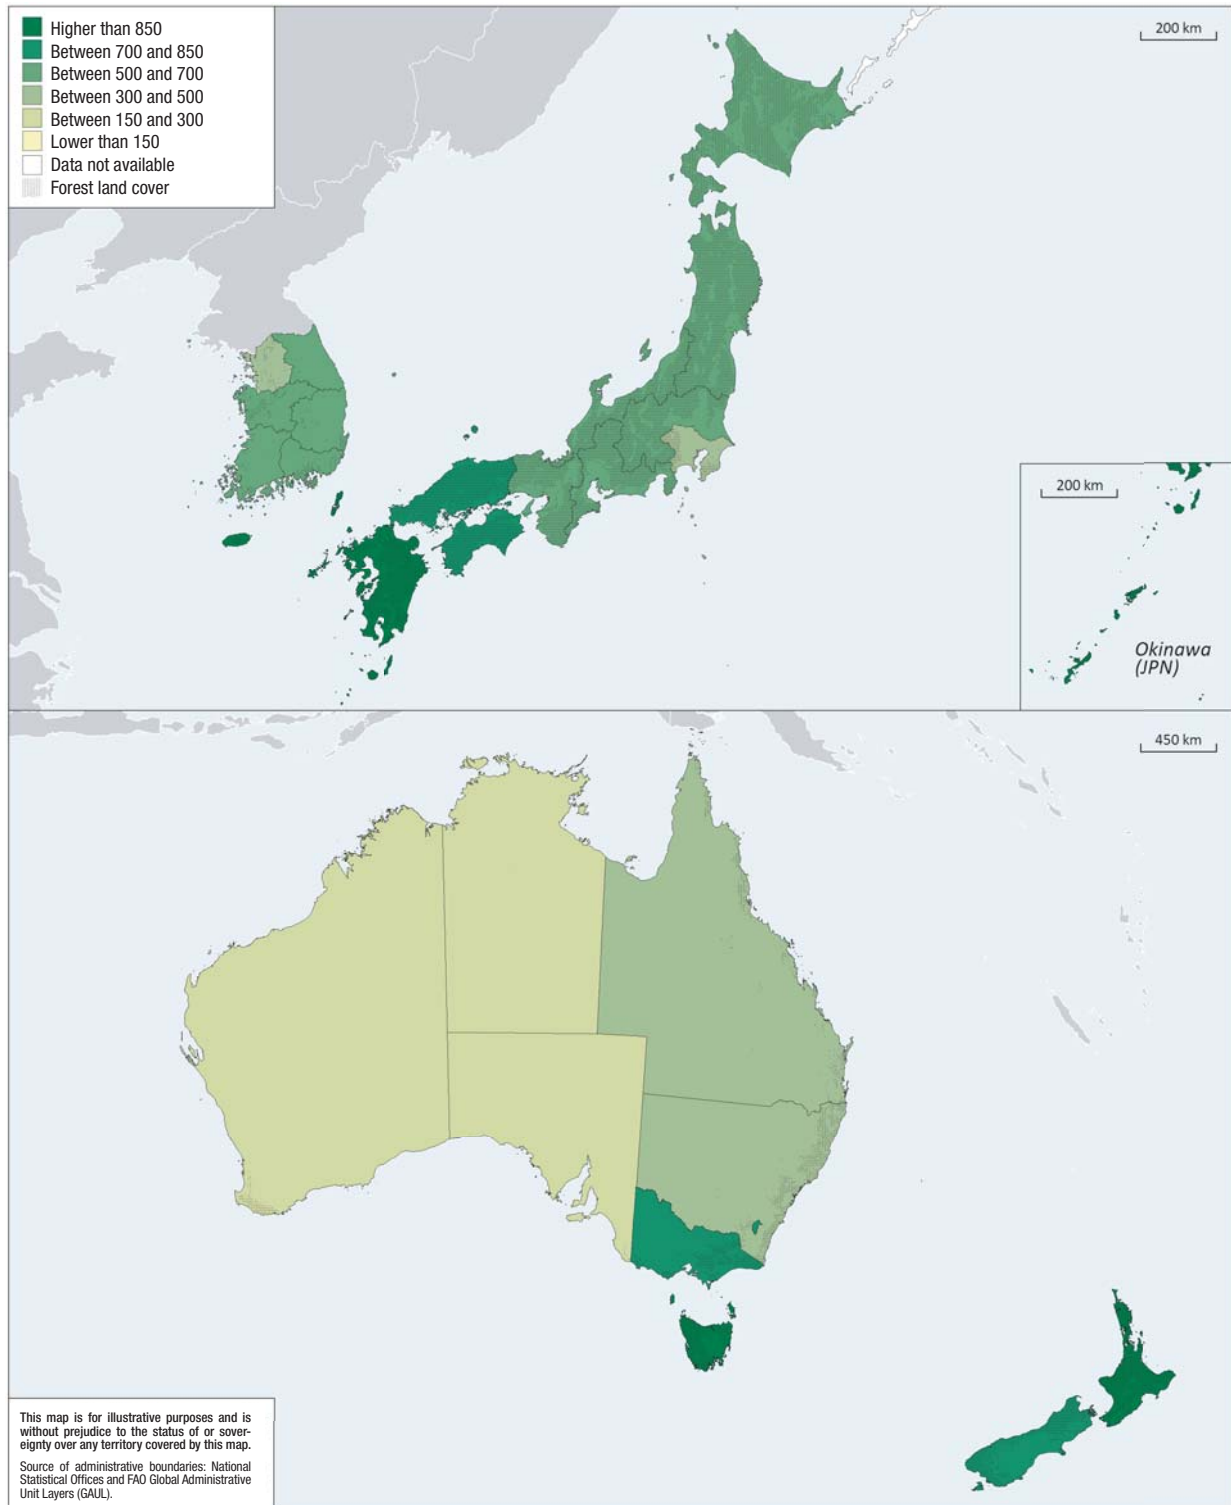 Higher than 850
Between 700 and 850
Between 500 and 700
Between 300 and 500
Between 150 and 300
Lower than 150
Data not available
Forest land cover
200 km
200 km
Okinawa
(JPN)
450 km
This map is for illustrative purposes and is
without prejudice to the status of or sover-
eignty over any territory covered by this map.
Source of administrative boundaries: National
Statistical Offices and FAO Global Administrative
Unit Layers (GAUL).